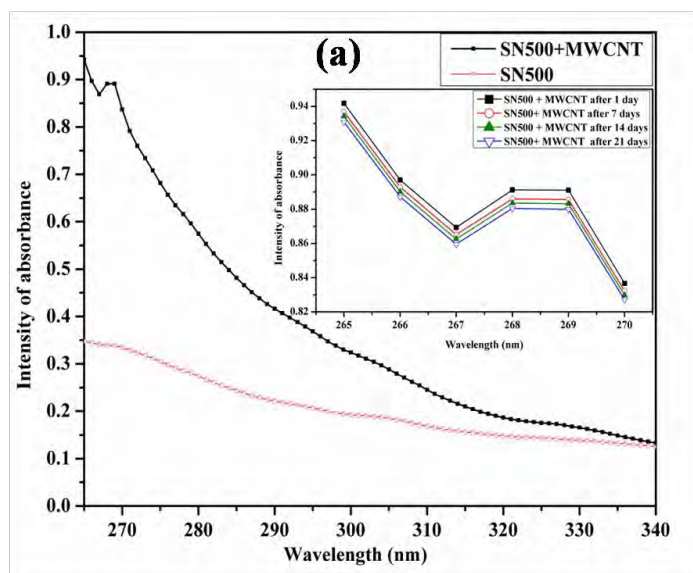 (a)
SN500+MWCNT
SN500
Intensity of absorbance
1.0
0.9
0.8
0.7
0.6
0.5
0.4
0.3
0.2
0.1
0.0
270
280
290
300
310
320
330
340
Wavelength (nm)
SN500 + MWCNT after 1 day
SN500+ MWCNT after 7 days
SN500 + MWCNT after 14 days
SN500+ MWCNT after 21 days
Intensity of absorbance
0.94
0.92
0.90
0.88
0.86
0.84
0.82
265
266
267
268
269
270
Wavelength (nm)